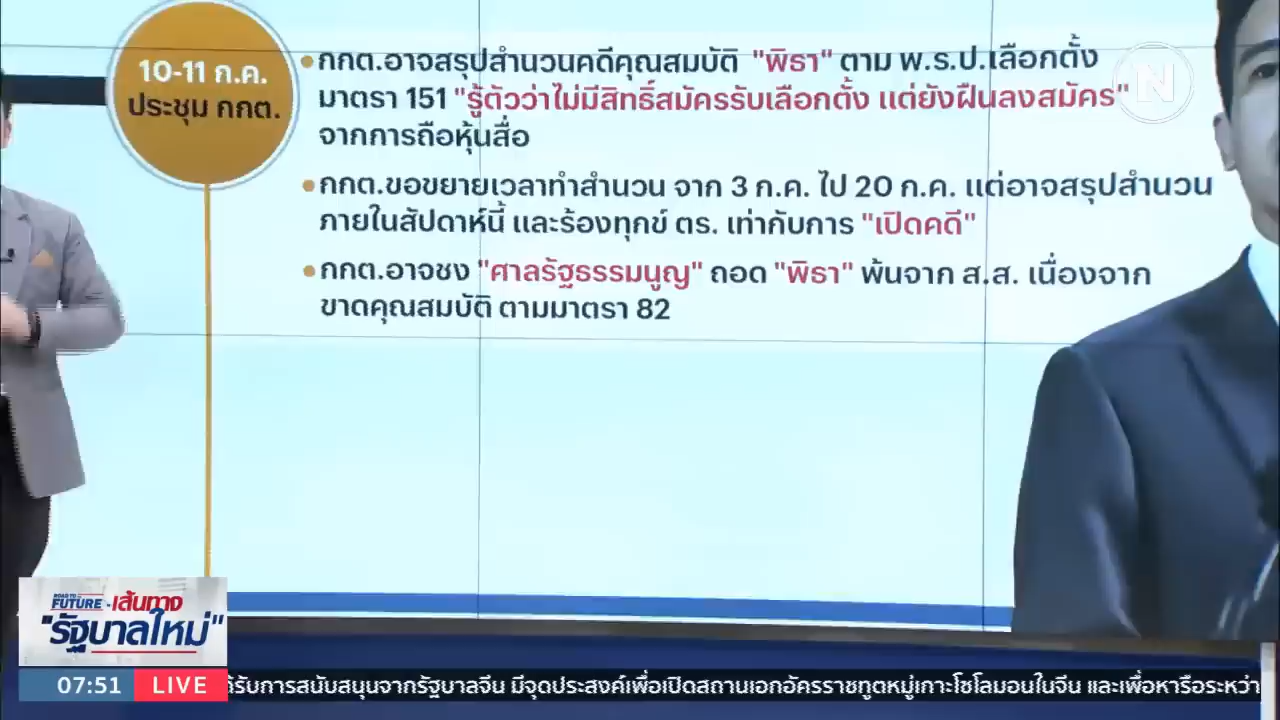 10-11 ก.ค.
ประชุม กกต.
กกต.อาจสรุปสำนวนคดีคุณสมบัติ "พิธา" ตาม พ.ร.ป.เลือกตั้ง
มาตรา 151 "รู้ตัวว่าไม่มีสิทธิ์สมัครรับเลือกตั้ง แต่ยังฝืนลงสมัคร"
จากการถือหุ้นสื่อ
กกต.ขอขยายเวลาทำสำนวน จาก 3 ก.ค. ไป 20 ก.ค. แต่อาจสรุปสำนวน
ภายในสัปดาห์นี้ และร้องทุกข์ ตร. เท่ากับการ "เปิดคดี"
กกต.อาจชง "ศาลรัฐธรรมนูญ" ถอด "พิธา" พ้นจาก ส.ส. เนื่องจาก
ขาดคุณสมบัติ ตามมาตรา 82
N
ROAD TO FUTURE - เส้นทาง
"รัฐบาลใหม่"
07:51 LIVE
ได้รับการสนับสนุนจากรัฐบาลจีน มีจุดประสงค์เพื่อเปิดสถานเอกอัครราชทูตหมู่เกาะโซโลมอนในจีน และเพื่อหารือระหว่า